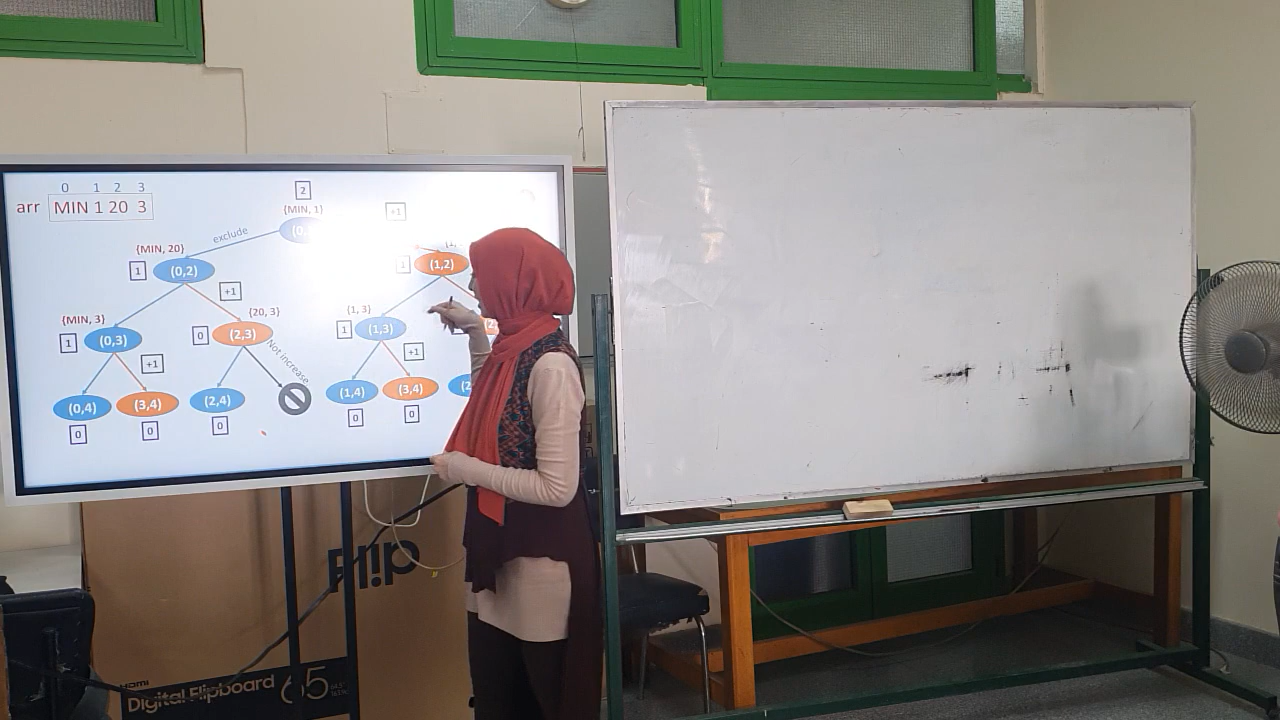 0 1 2 3
arr MIN 1 20 3
2
{MIN, 1}
+1
exclude
{MIN, 20}
1
(0,2)
1
(1,2)
+1
{MIN, 3}
{20, 3}
{1, 3}
1
(0,3)
0
(2,3)
1
(1,3)
Not increase
+1
+1
(0,4)
(3,4)
(2,4)
(1,4)
(3,4)
0
0
0
0
0
Flip
HDMI
Digital Flipboard 65